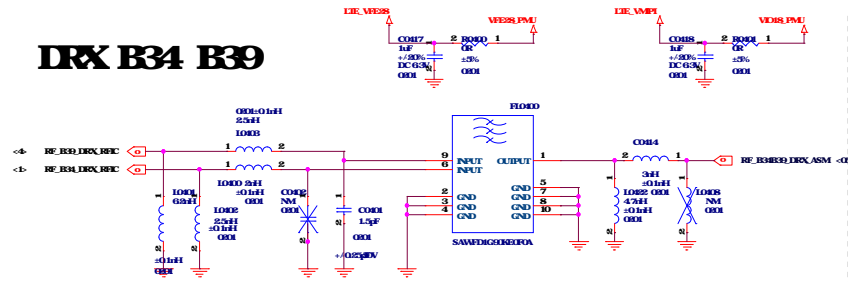 LTE_VFE28
LTE_VMIPI
VFE28_PMU
VIO18_PMU
DRX B34 B39
C0417 2 R0400 1
1uF 0R
+/-20% ±5%
DC 6.3V
0201 0201
C0418 2 R0401 1
1uF 0R
+/-20% ±5%
DC 6.3V
0201 0201
0201±0.1nH
2.5nH
L0403
FL0400
C0414
<4> RF_B39_DRX_RFIC 1 2
<1> RF_B34_DRX_RFIC 1 2
9 INPUT OUTPUT 1
6 INPUT
2 1
RF_B34B39_DRX_ASM
L0400 2nH
±0.1nH
0201
L0401
6.2nH
±0.1nH
L0402
2.5nH
±0.1nH
0201
C0402
NM
0201
C0401
1.5pF
0201
2 GND
3 GND
4 GND
GND 5
GND 7
GND 8
GND 10
SAWFD1G90KE0F0A
3nH
±0.1nH
0201
L0422
4.7nH
±0.1nH
0201
L0408
NM
0201